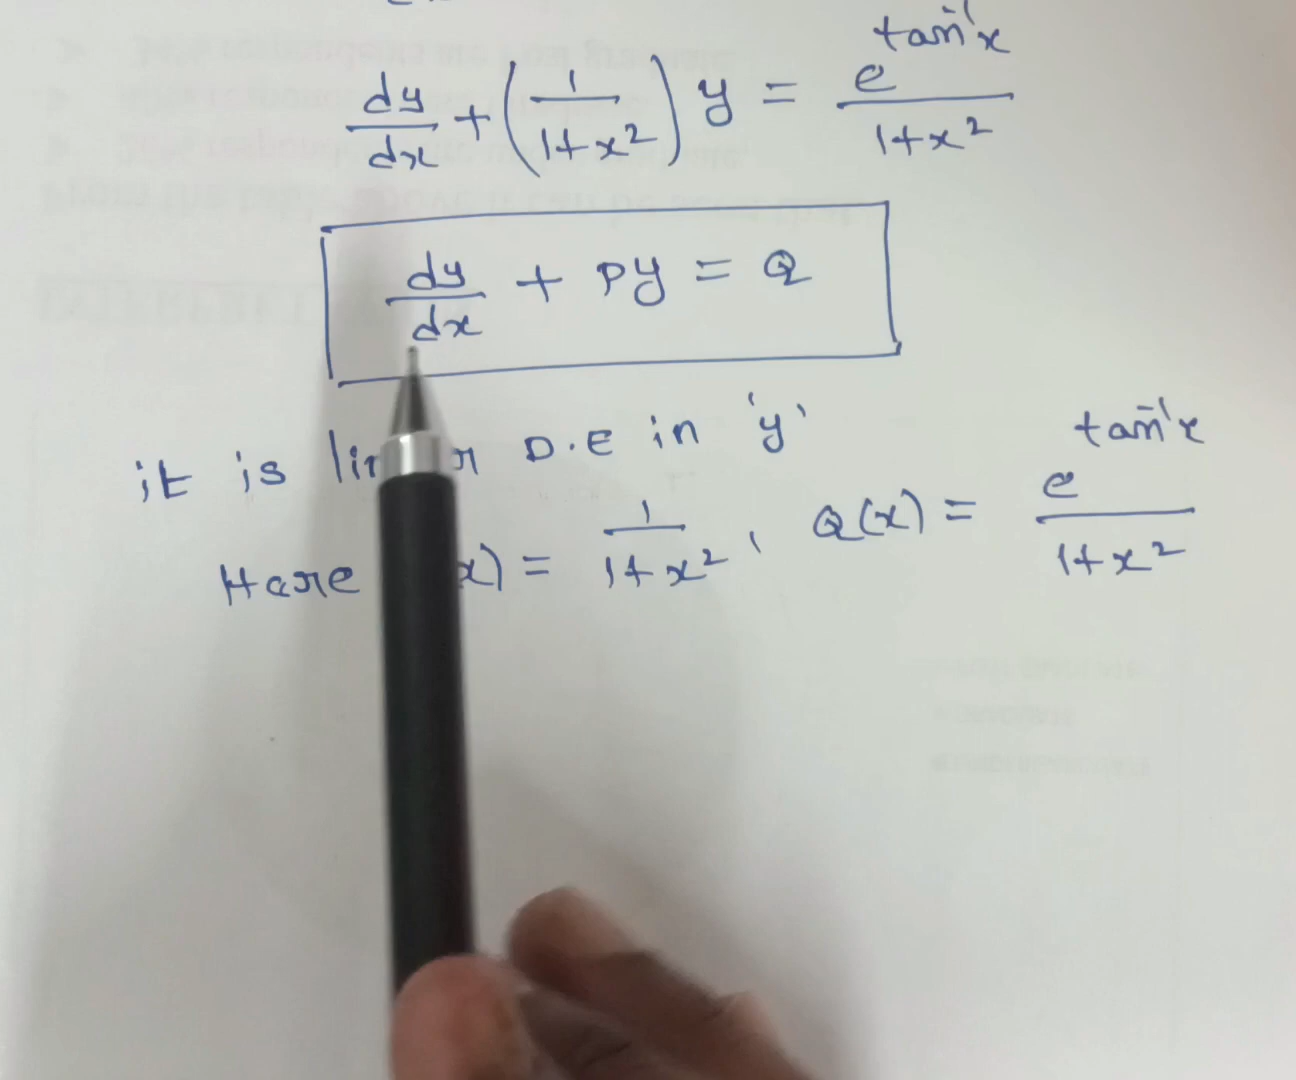 dy/dx + (1/1+x²) y = e^tan⁻¹x/1+x²
dy/dx + Py = Q
it is D.E in 'y'
Here = 1/1+x², Q(x) = e^tan⁻¹x/1+x²